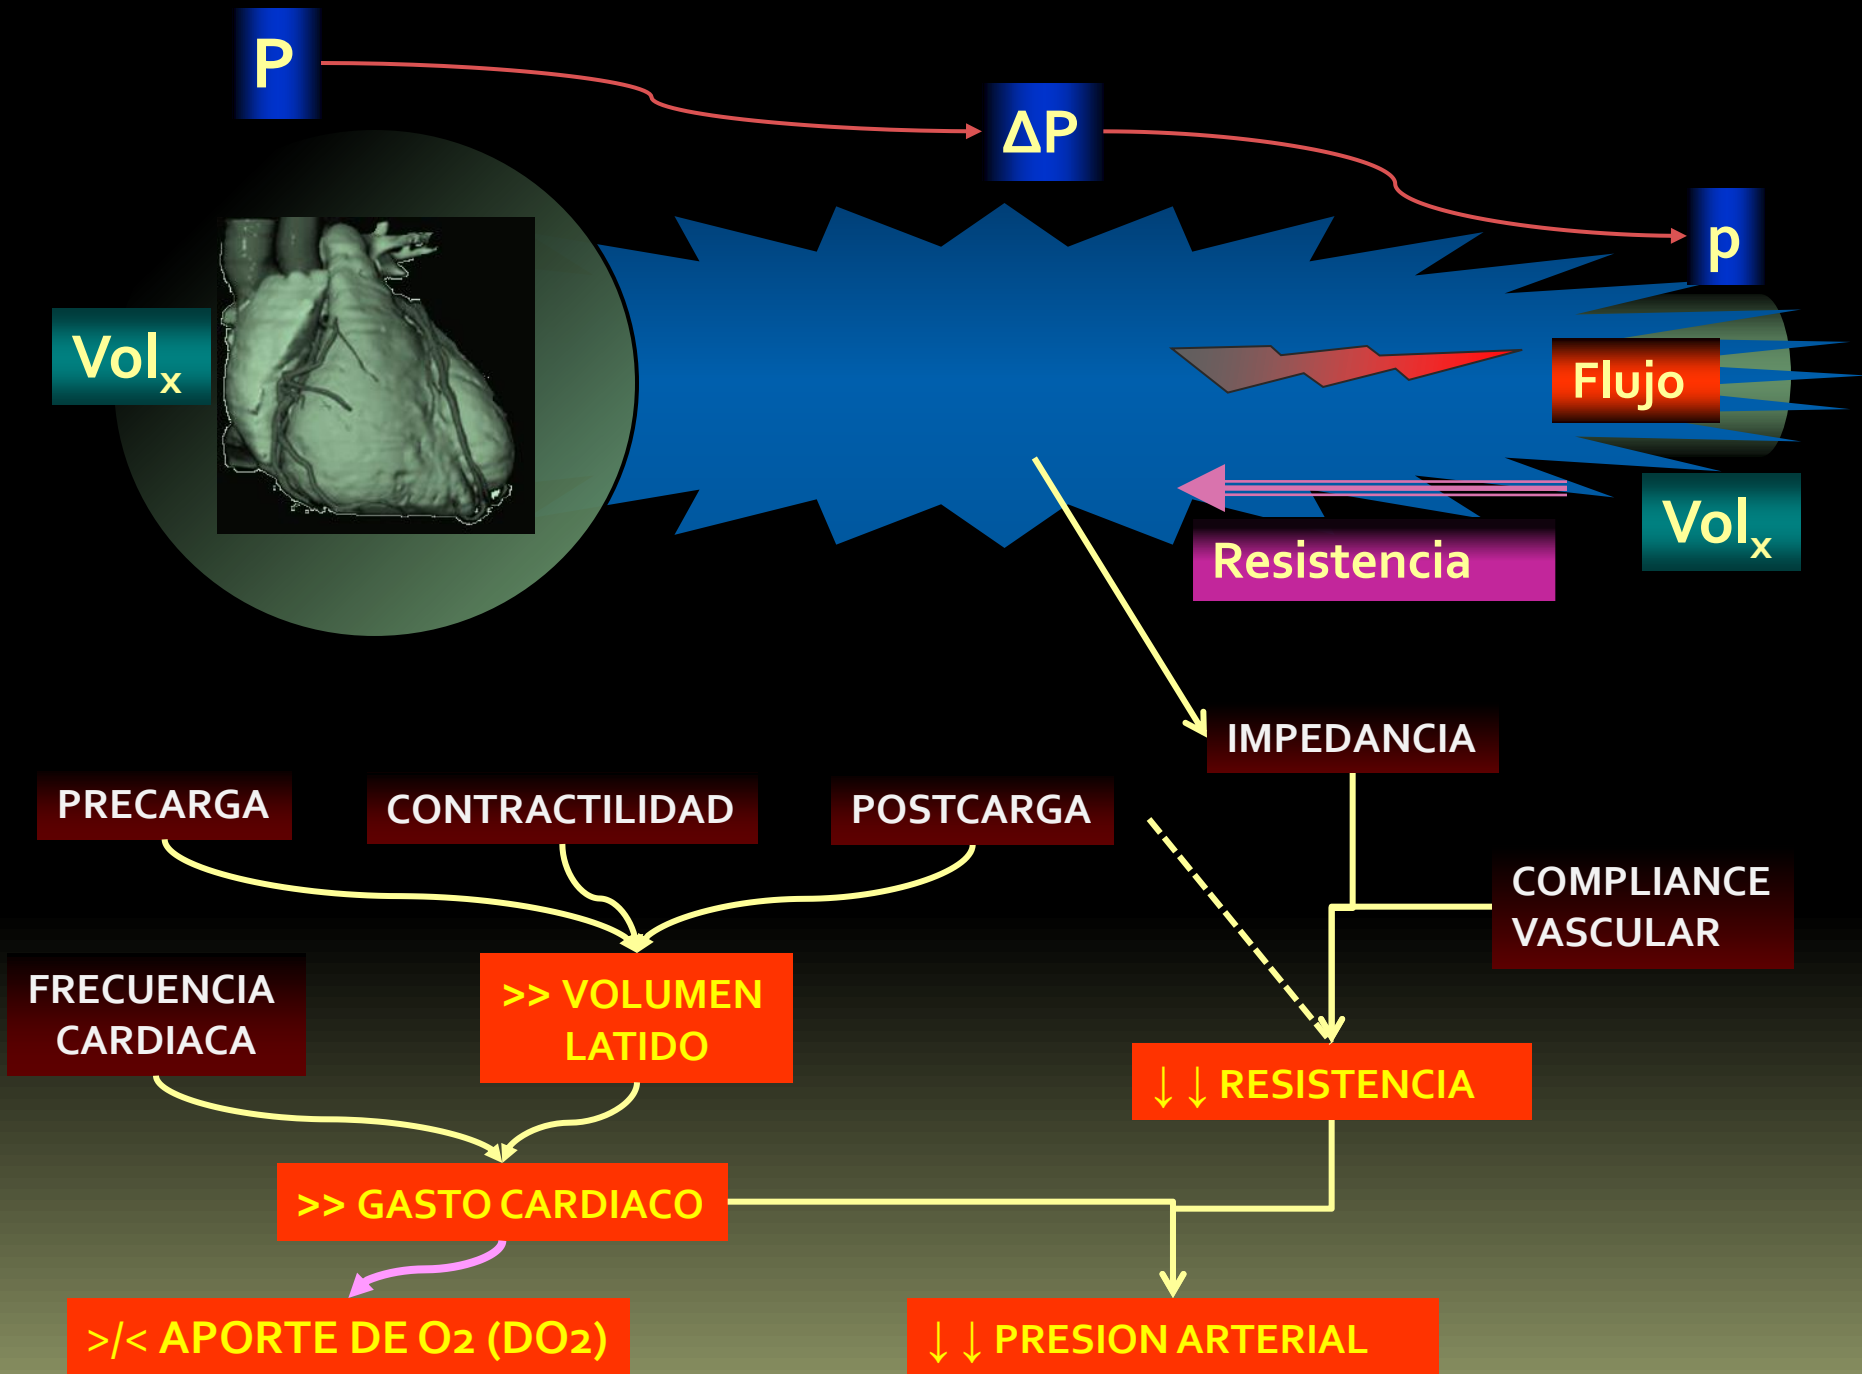 P
ΔP
p
Volx
Flujo
Volx
Resistencia
IMPEDANCIA
PRECARGA
CONTRACTILIDAD
POSTCARGA
COMPLIANCE
VASCULAR
FRECUENCIA
CARDIACA
>> VOLUMEN
LATIDO
↓ ↓ RESISTENCIA
>> GASTO CARDIACO
>/< APORTE DE O2 (DO2)
↓ ↓ PRESION ARTERIAL